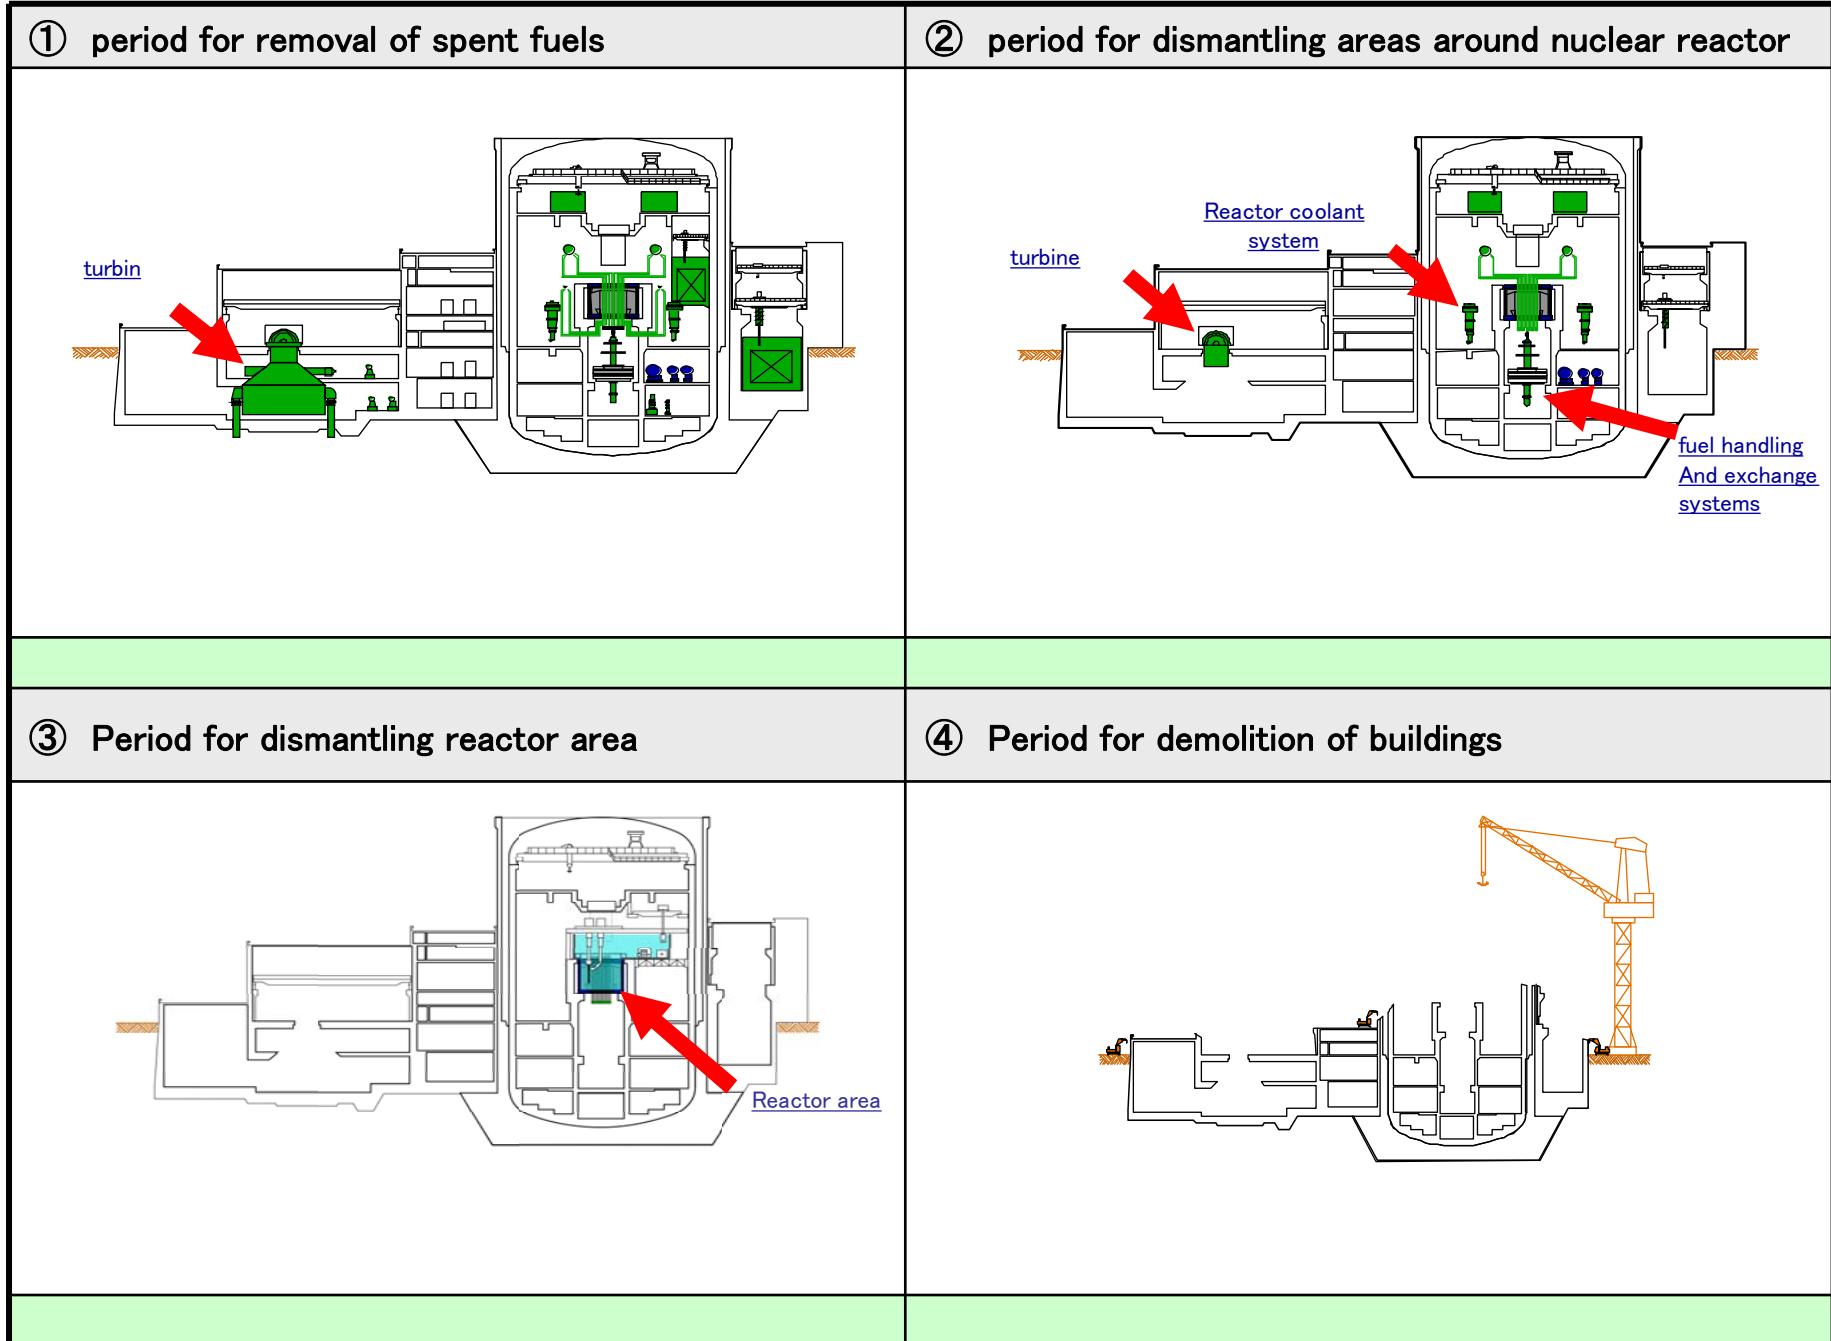 ① period for removal of spent fuels
② period for dismantling areas around nuclear reactor
turbin
Reactor coolant
system
turbine
fuel handling
And exchange
systems
③ Period for dismantling reactor area
④ Period for demolition of buildings
Reactor area